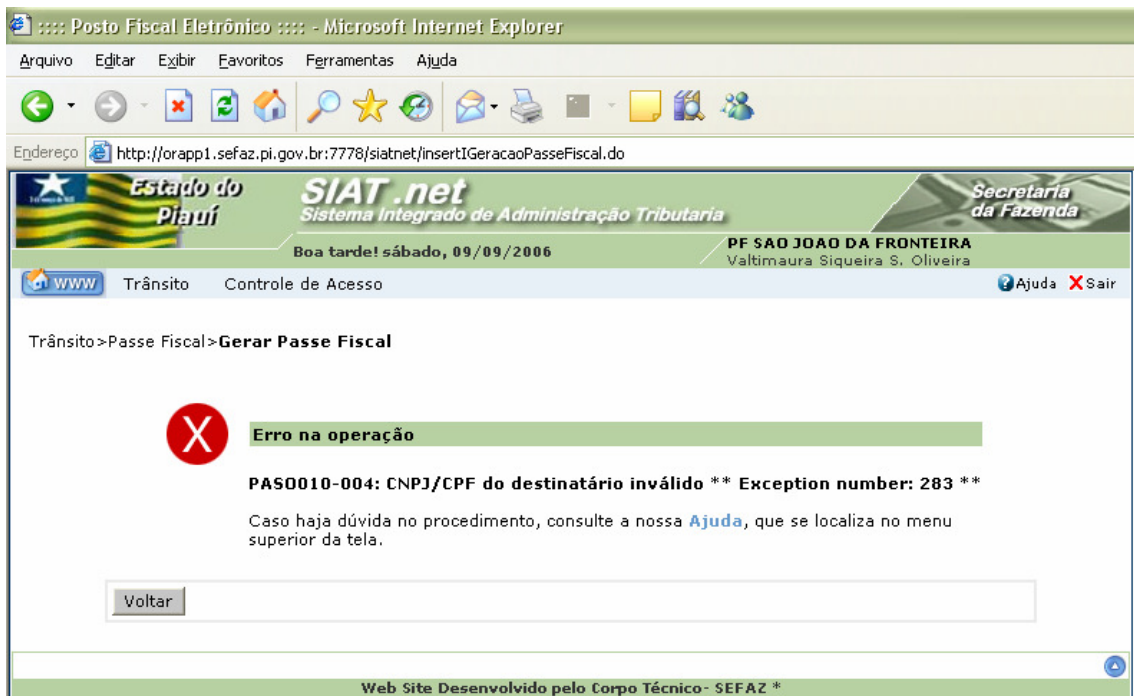 :::: Posto Fiscal Eletrônico :::: - Microsoft Internet Explorer
Arquivo Editar Exibir Favoritos Ferramentas Ajuda
Endereço http://orapp1.sefaz.pi.gov.br:7778/siatnet/insertIGeracaoPasseFiscal.do
Estado do Piauí
SIAT .net
Sistema Integrado de Administração Tributaria
Secretaria da Fazenda
Boa tarde! sábado, 09/09/2006
PF SAO JOAO DA FRONTEIRA
Valtimaura Siqueira S. Oliveira
www Trânsito Controle de Acesso Ajuda Sair
Trânsito>Passe Fiscal>Gerar Passe Fiscal
X
Erro na operação
PAS0010-004: CNPJ/CPF do destinatário inválido ** Exception number: 283 **
Caso haja dúvida no procedimento, consulte a nossa Ajuda, que se localiza no menu
superior da tela.
Voltar
Web Site Desenvolvido pelo Corpo Técnico- SEFAZ *